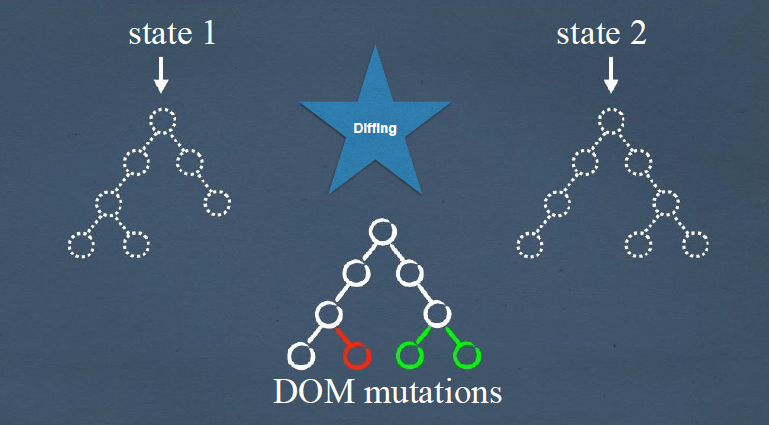 state 1
state 2
Diffing
DOM mutations